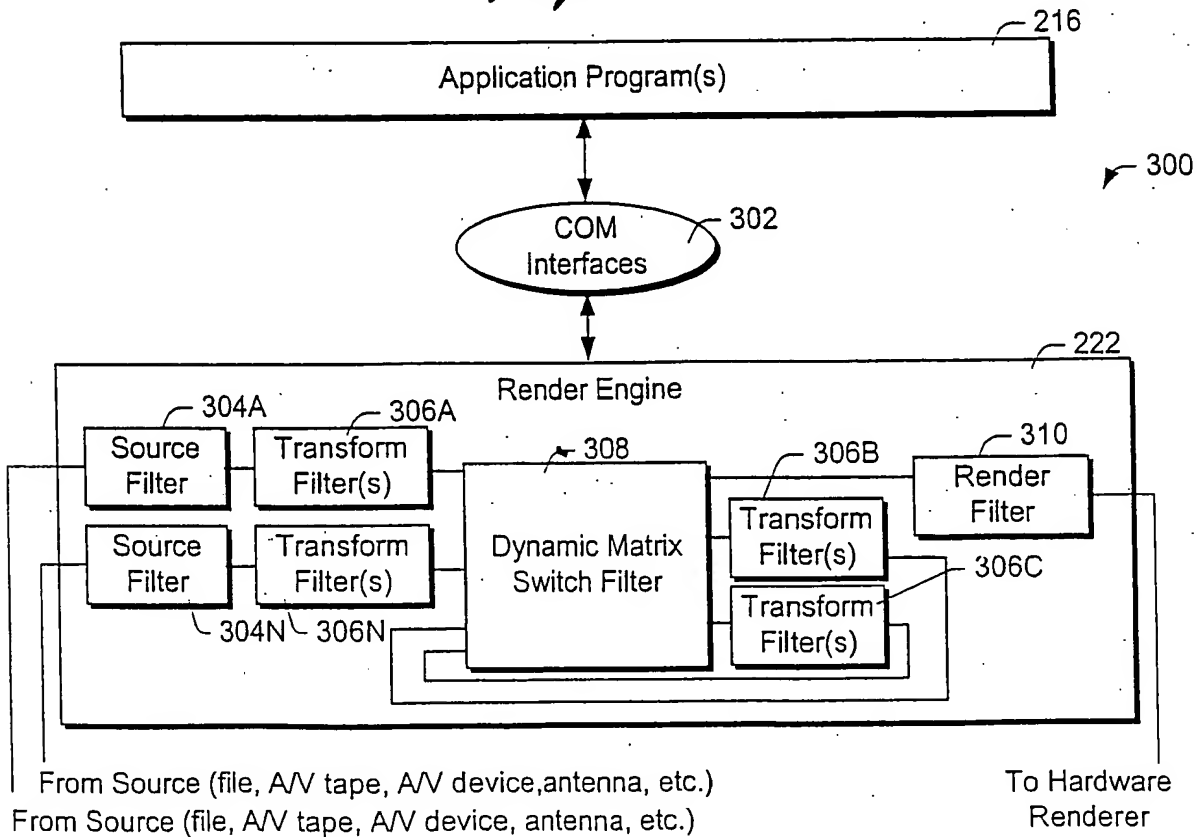 216
Application Program(s)
300
COM
Interfaces
302
222
Render Engine
304A
306A
Source
Filter
Transform
Filter(s)
308
306B
310
Render
Filter
Source
Filter
Transform
Filter(s)
Dynamic Matrix
Switch Filter
Transform
Filter(s)
306C
304N
306N
Transform
Filter(s)
From Source (file, A/V tape, A/V device,antenna, etc.)
From Source (file, A/V tape, A/V device, antenna, etc.)
To Hardware
Renderer